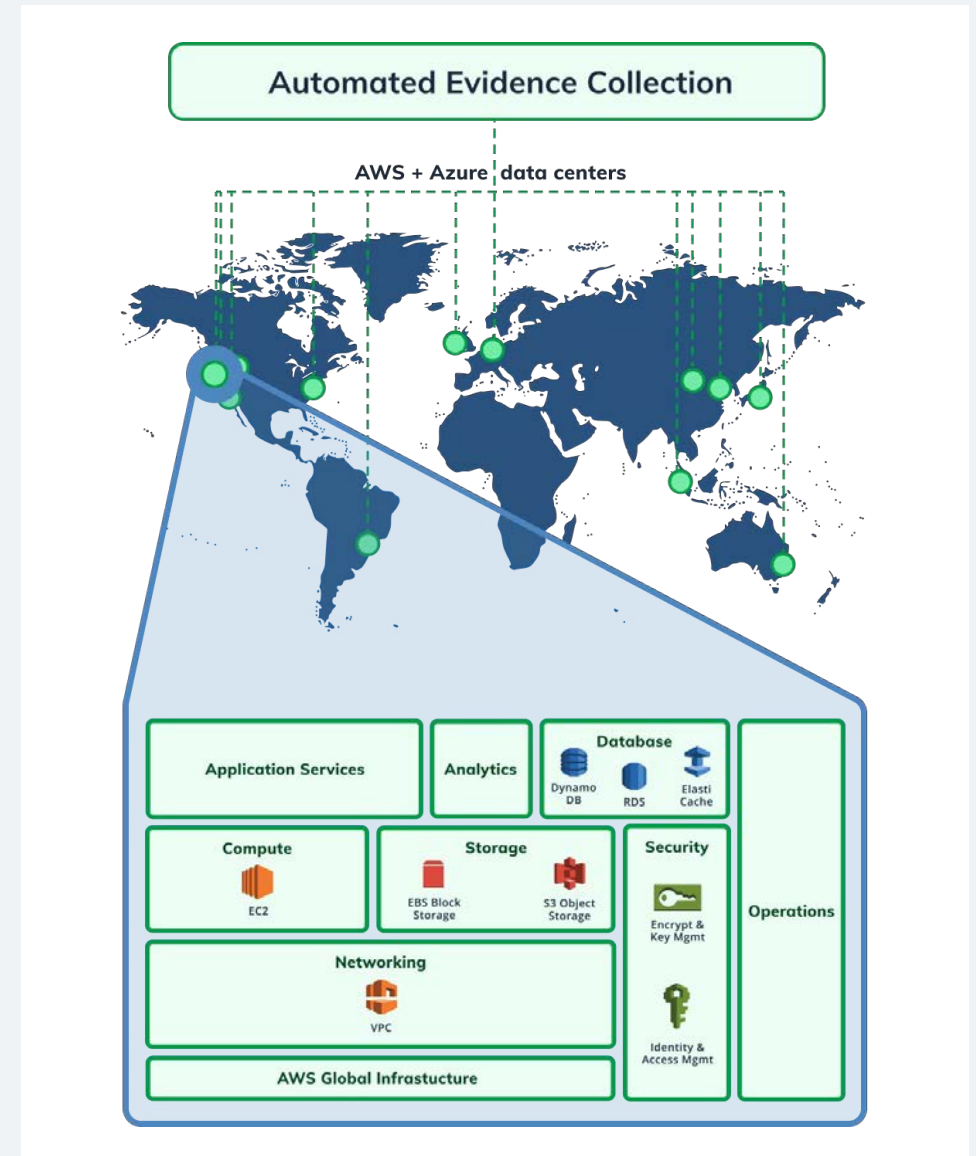 Automated Evidence Collection
AWS + Azure data centers
Application Services
Analytics
Database
Dynamo
DB
RDS
Elasti
Cache
Compute
EC2
Storage
EBS Block
Storage
S3 Object
Storage
Security
Encrypt &
Key Mgmt
Identity &
Access Mgmt
Operations
Networking
VPC
AWS Global Infrastucture